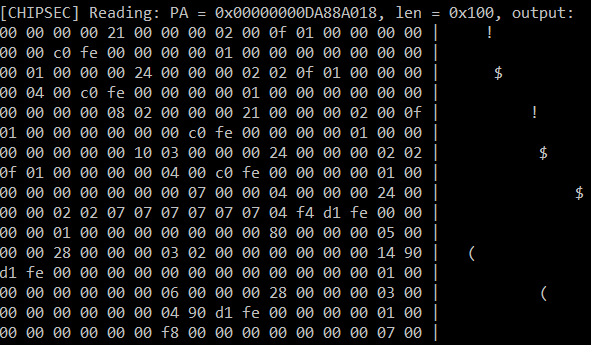 [CHIPSEC] Reading: PA = 0x00000000DA88A018, len = 0x100, output:
00 00 00 00 21 00 00 00 02 00 0f 01 00 00 00 00 |     !
00 00 c0 fe 00 00 00 00 01 00 00 00 00 00 00 00 |
00 01 00 00 00 24 00 00 00 02 02 0f 01 00 00 00 |      $
00 04 00 c0 fe 00 00 00 00 01 00 00 00 00 00 00 |
00 00 00 00 08 02 00 00 00 21 00 00 00 02 00 0f |          !
01 00 00 00 00 00 00 c0 fe 00 00 00 00 01 00 00 |
00 00 00 00 00 10 03 00 00 00 24 00 00 00 02 02 |           $
0f 01 00 00 00 00 04 00 c0 fe 00 00 00 00 01 00 |
00 00 00 00 00 00 07 00 00 04 00 00 00 24 00 |               $
00 00 02 02 07 07 07 07 07 07 04 f4 d1 fe 00 00 |
00 00 01 00 00 00 00 00 00 00 80 00 00 00 05 00 |
00 00 28 00 00 00 03 02 00 00 00 00 00 00 14 90 |   (
d1 fe 00 00 00 00 00 00 00 00 00 00 00 00 01 00 |
00 00 00 00 00 00 06 00 00 00 28 00 00 00 03 00 |           (
00 00 00 00 00 00 04 90 d1 fe 00 00 00 00 01 00 |
00 00 00 00 00 00 f8 00 00 00 00 00 00 00 07 00 |